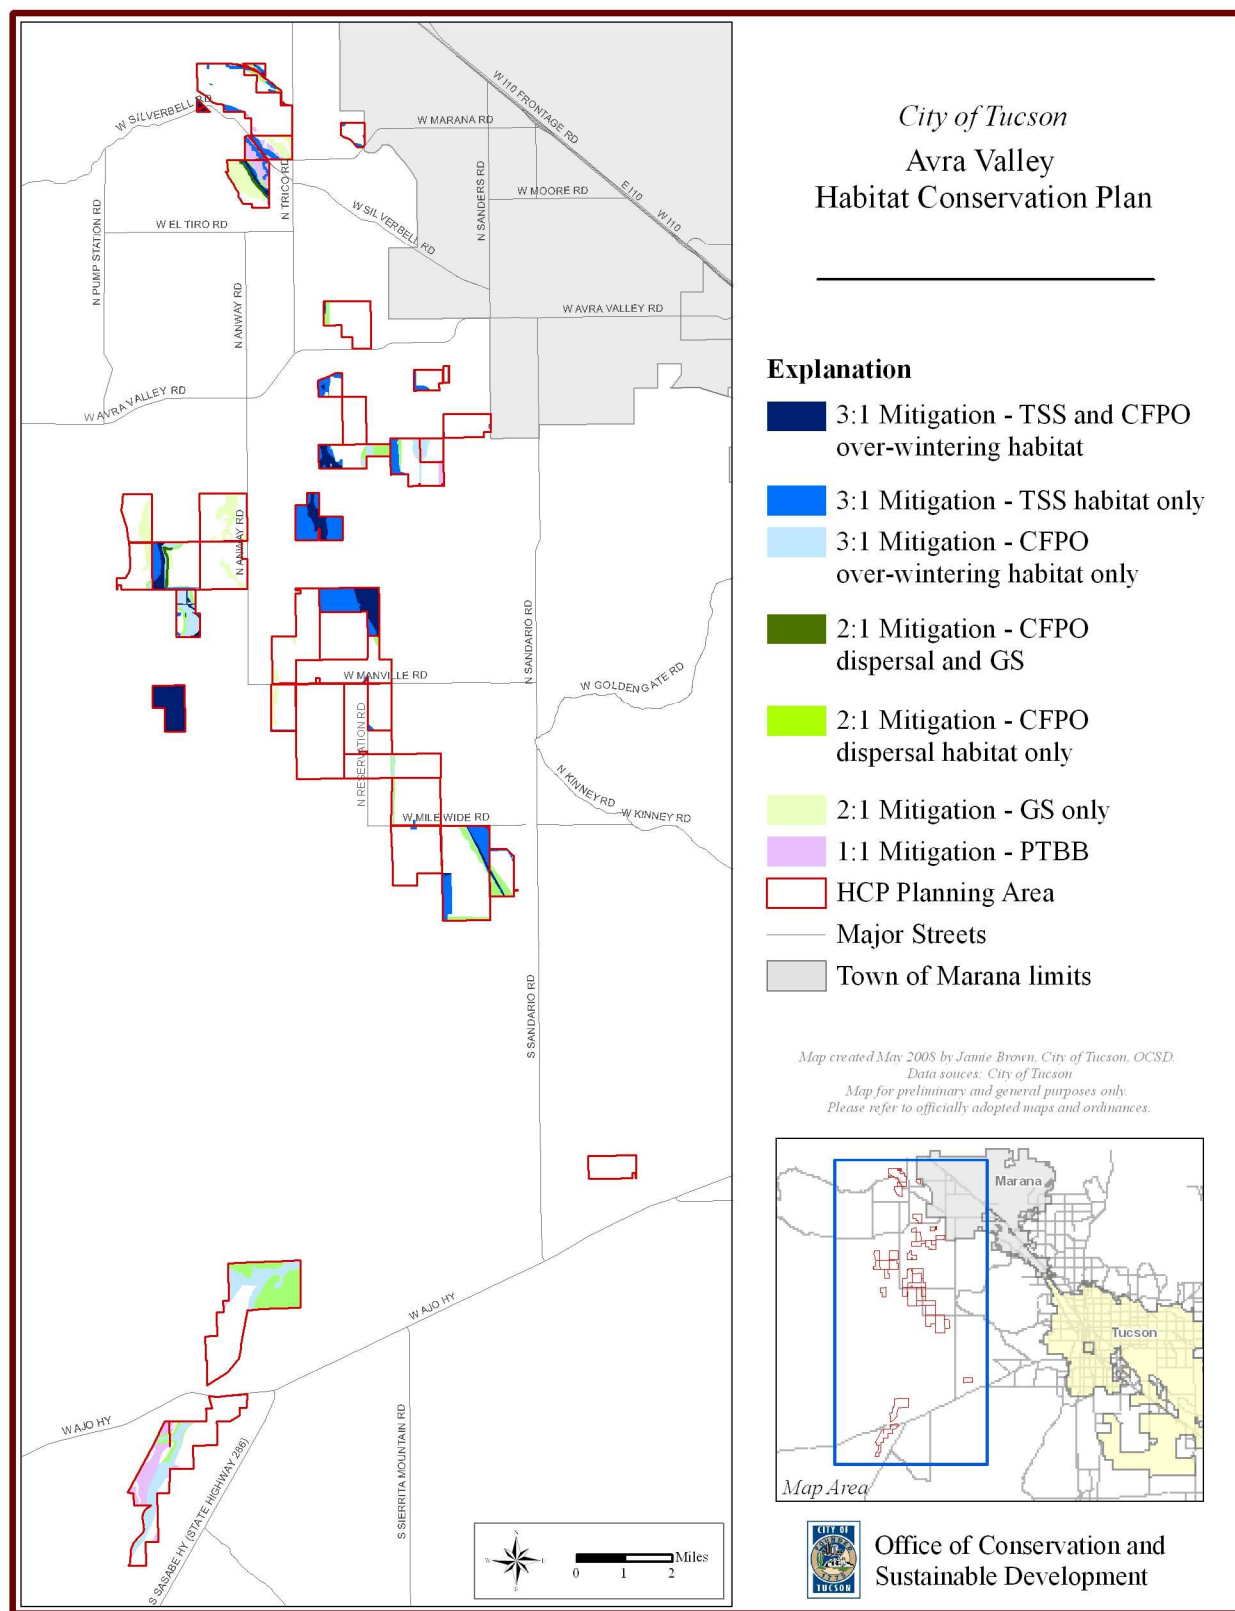 City of Tucson
Avra Valley
Habitat Conservation Plan
Explanation
3:1 Mitigation - TSS and CFPO
over-wintering habitat
3:1 Mitigation - TSS habitat only
3:1 Mitigation - CFPO
over-wintering habitat only
2:1 Mitigation - CFPO
dispersal and GS
2:1 Mitigation - CFPO
dispersal habitat only
2:1 Mitigation - GS only
1:1 Mitigation - PTBB
HCP Planning Area
Major Streets
Town of Marana limits
Map created May 2008 by Jamie Brown, City of Tucson, OCSD.
Data souces: City of Tucson
Map for preliminary and general purposes only.
Please refer to officially adopted maps and ordinances.
Marana
Tucson
Map Area
CITY OF
TUCSON
Office of Conservation and
Sustainable Development
W SILVERBELL RD
W I10 FRONTAGE RD
W MARANA RD
N SANDERS RD
N TRICO RD
W MOORE RD
E I10
W I10
W SILVERBELL RD
N PUMP STATION RD
W EL TIRO RD
N ANWAY RD
W AVRA VALLEY RD
W AVRA VALLEY RD
N ANWAY RD
N SANDARIO RD
W GOLDEN GATE RD
W MANVILLE RD
N RESERVATION RD
N KINNEY RD
W KINNEY RD
W MILE WIDE RD
S SANDARIO RD
W AJO HY
W AJO HY
S SASABE HY (STATE HIGHWAY 286)
S SIERRITA MOUNTAIN RD
N
W
E
S
Miles
0 1 2